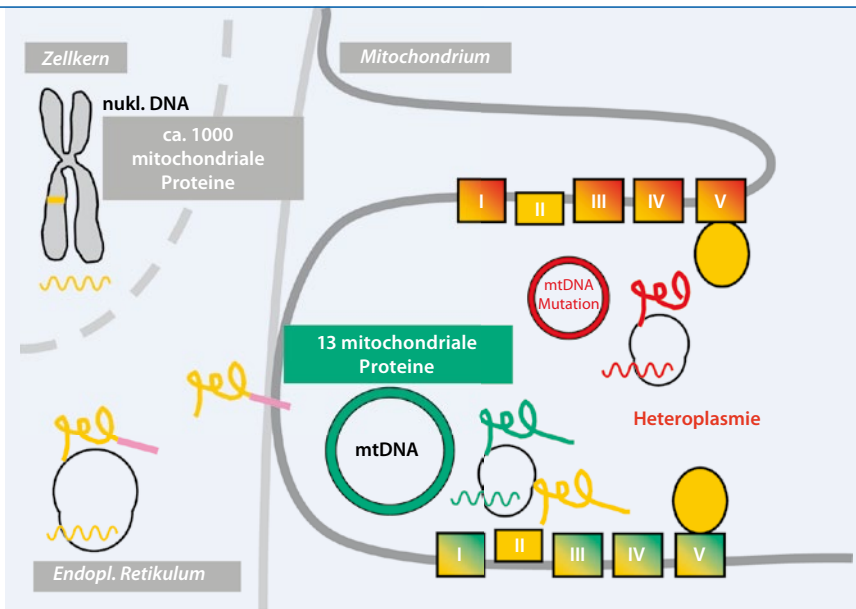 Zellkern
Mitochondrium
nukl. DNA
ca. 1000
mitochondriale
Proteine
I
II
III
IV
V
mtDNA
Mutation
13 mitochondriale
Proteine
Heteroplasmie
mtDNA
I
II
III
IV
V
Endopl. Retikulum